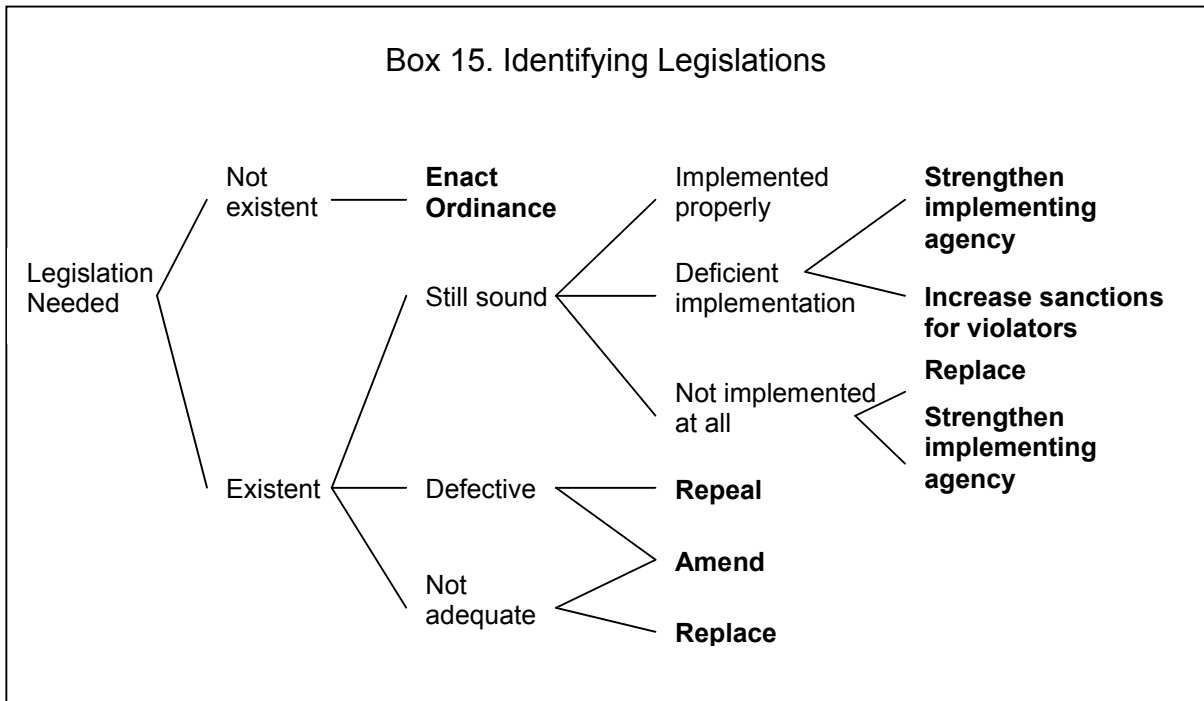 Box 15. Identifying Legislations
Not
existent
Enact
Ordinance
Implemented
properly
Strengthen
implementing
agency
Legislation
Needed
Still sound
Deficient
implementation
Increase sanctions
for violators
Not implemented
at all
Replace
Strengthen
implementing
agency
Existent
Defective
Repeal
Amend
Not
adequate
Replace